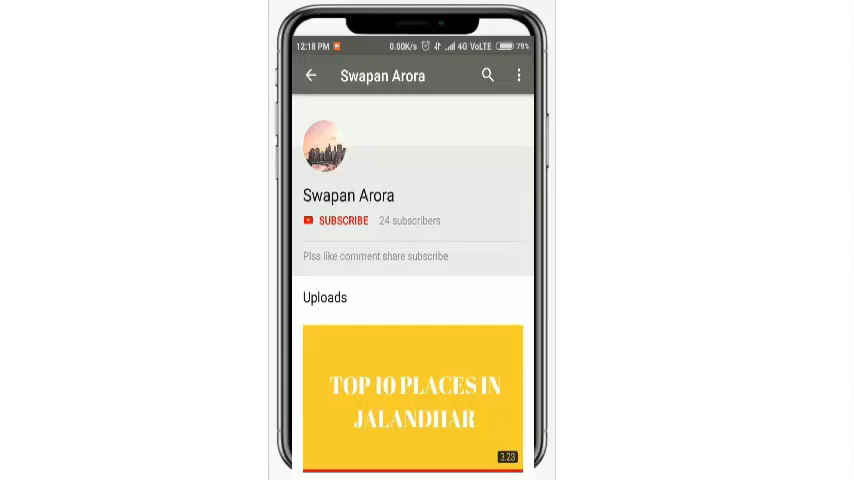 12:18 PM 0.00K/s 4G VoLTE 79%
Swapan Arora
Swapan Arora
SUBSCRIBE 24 subscribers
Plss like comment share subscribe
Uploads
TOP 10 PLACES IN
JALANDHAR
3:23